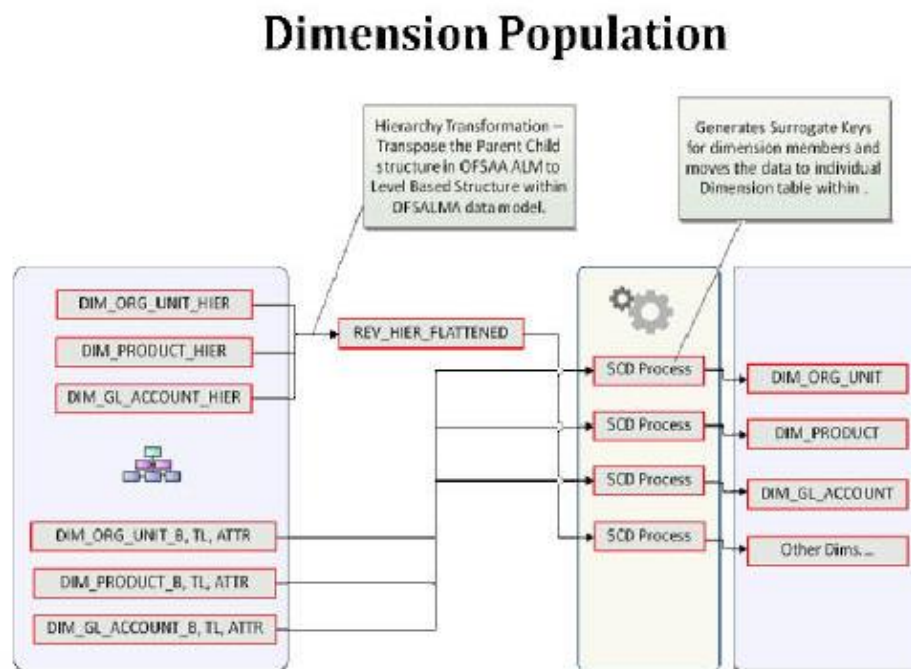 Dimension Population
Hierarchy Transformation –
Transpose the Parent Child
structure in OFSAA ALM to
Level Based Structure within
OFSALMA data model.
Generates Surrogate Keys
for dimension members and
moves the data to individual
Dimension table within .
DIM_ORG_UNIT_HIER
DIM_PRODUCT_HIER
DIM_GL_ACCOUNT_HIER
REV_HIER_FLATTENED
SCD Process
SCD Process
SCD Process
SCD Process
DIM_ORG_UNIT
DIM_PRODUCT
DIM_GL_ACCOUNT
Other Dims....
DIM_ORG_UNIT_B, TL, ATTR
DIM_PRODUCT_B, TL, ATTR
DIM_GL_ACCOUNT_B, TL, ATTR